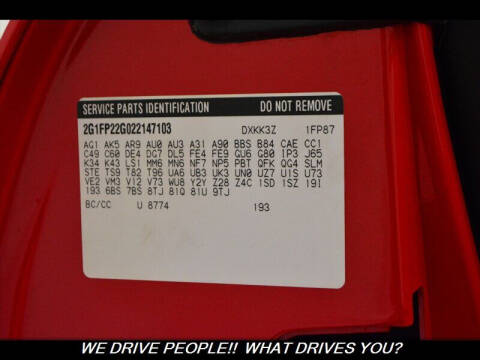 SERVICE PARTS IDENTIFICATION DO NOT REMOVE
2G1FP22G022147103 DXKK3Z 1FP87
AG1 AK5 AR9 AU0 AU3 A31 A90 BBS B84 CAE CC1
C49 C60 DE4 DG7 DL5 FE4 FE9 GU6 G80 IP3 J65
K34 K43 LS1 MM6 MN6 NF7 NP5 PBT QFK QG4 SLM
STE TS9 T82 T96 UA6 UB3 UK3 UN0 UZ7 U1S U73
VE2 VM3 V12 V73 WU8 Y2Y Z28 Z4C 1SD 1SZ 19I
193 6BS 7BS 8TJ 81Q 81U 9TJ
BC/CC U 8774 193
WE DRIVE PEOPLE!! WHAT DRIVES YOU?